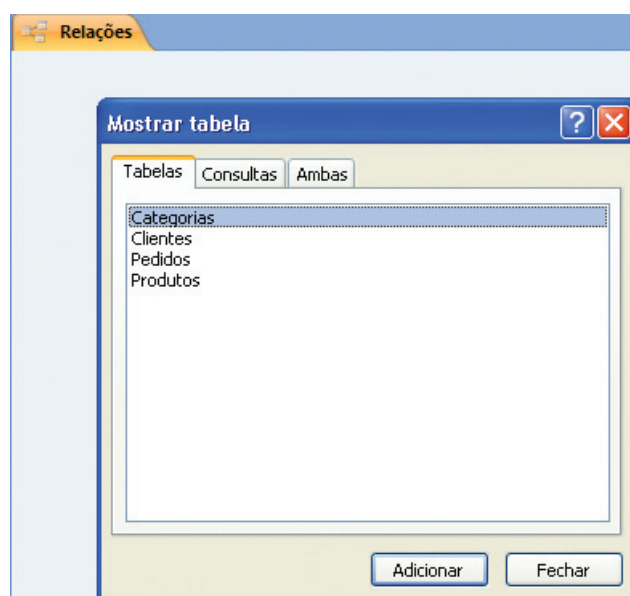 Relações
Mostrar tabela
Tabelas Consultas Ambas
Categorias
Clientes
Pedidos
Produtos
Adicionar Fechar